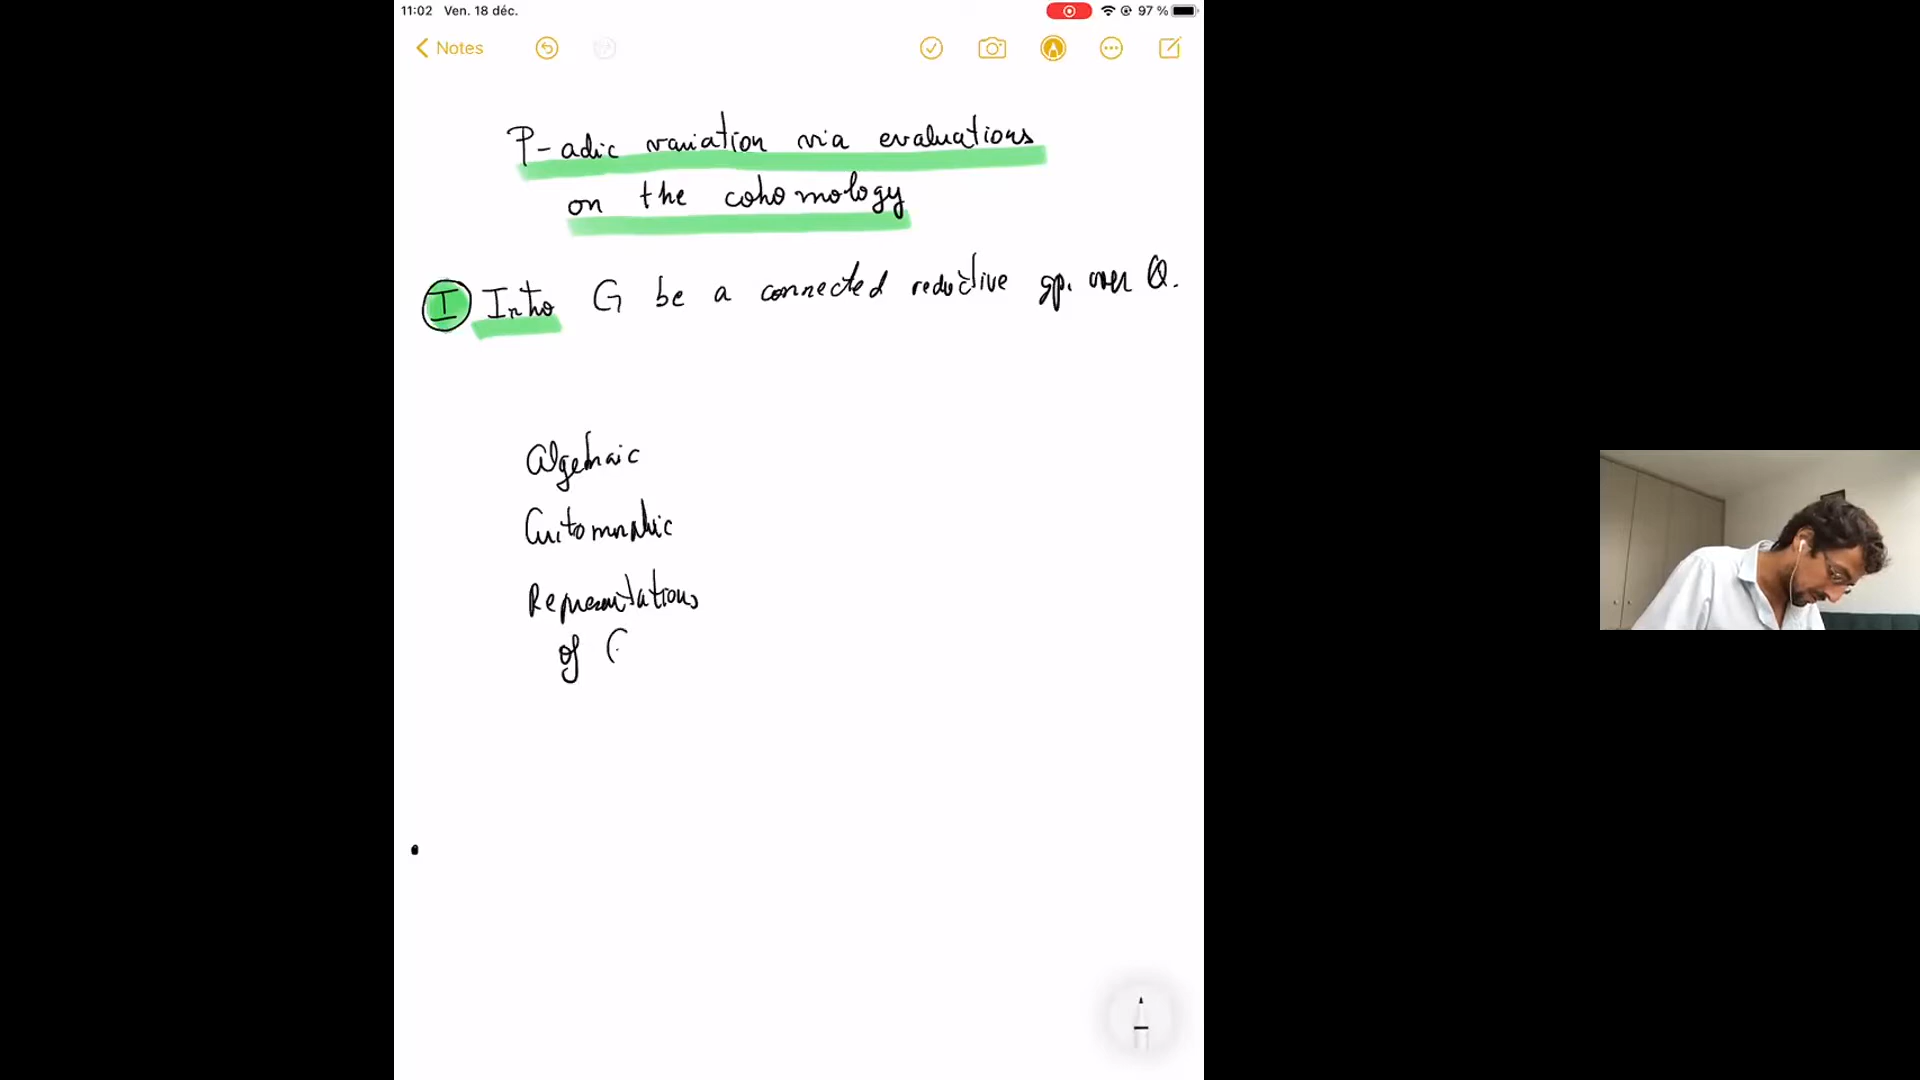 11:02 Ven. 18 déc. 97 %
Notes
P-adic variation via evaluations
on the cohomology
I Intro G be a connected reductive gp. over Q.
Algebraic
Automorphic
Representations
of G